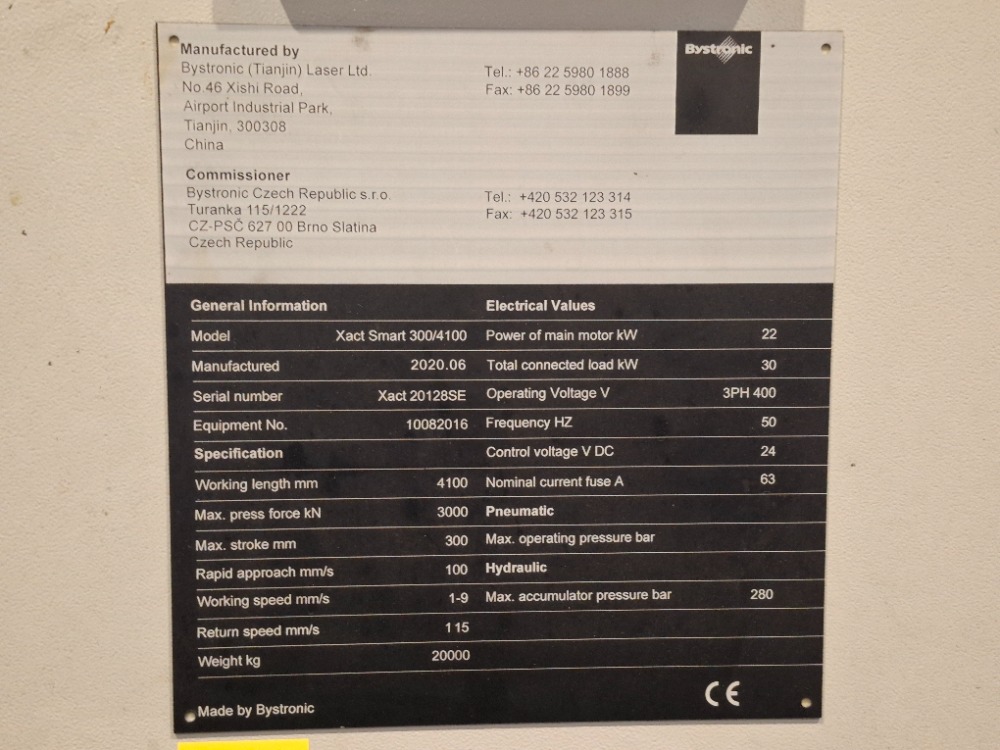 Manufactured by
Bystronic (Tianjin) Laser Ltd.
No.46 Xishi Road,
Airport Industrial Park,
Tianjin, 300308
China
Tel.: +86 22 5980 1888
Fax: +86 22 5980 1899
Bystronic
Commissioner
Bystronic Czech Republic s.r.o.
Turanka 115/1222
CZ-PSČ 627 00 Brno Slatina
Czech Republic
Tel.: +420 532 123 314
Fax: +420 532 123 315
General Information
Model Xact Smart 300/4100
Manufactured 2020.06
Serial number Xact 20128SE
Equipment No. 10082016
Specification
Working length mm 4100
Max. press force kN 3000
Max. stroke mm 300
Rapid approach mm/s 100
Working speed mm/s 1-9
Return speed mm/s 115
Weight kg 20000
Electrical Values
Power of main motor kW 22
Total connected load kW 30
Operating Voltage V 3PH 400
Frequency HZ 50
Control voltage V DC 24
Nominal current fuse A 63
Pneumatic
Max. operating pressure bar
Hydraulic
Max. accumulator pressure bar 280
Made by Bystronic
CE